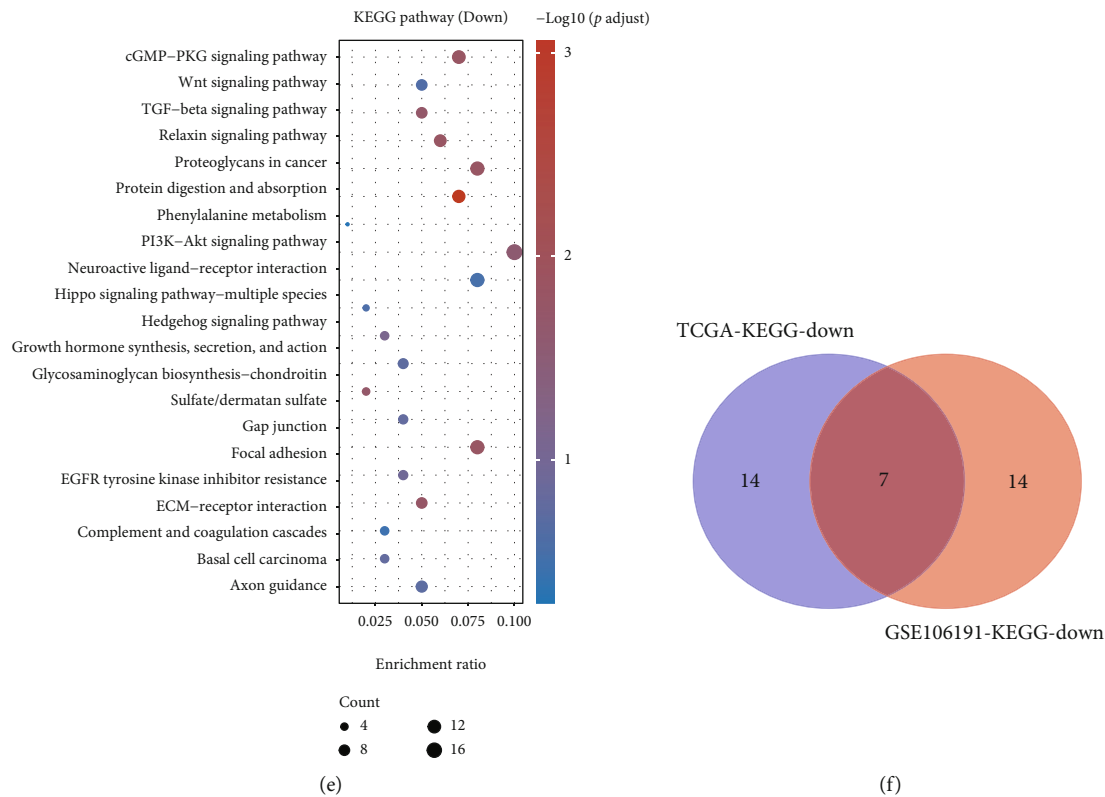 KEGG pathway (Down)
−Log10 (p adjust)
cGMP−PKG signaling pathway
Wnt signaling pathway
TGF−beta signaling pathway
Relaxin signaling pathway
Proteoglycans in cancer
Protein digestion and absorption
Phenylalanine metabolism
PI3K−Akt signaling pathway
Neuroactive ligand−receptor interaction
Hippo signaling pathway−multiple species
Hedgehog signaling pathway
Growth hormone synthesis, secretion, and action
Glycosaminoglycan biosynthesis−chondroitin
Sulfate/dermatan sulfate
Gap junction
Focal adhesion
EGFR tyrosine kinase inhibitor resistance
ECM−receptor interaction
Complement and coagulation cascades
Basal cell carcinoma
Axon guidance
0.025 0.050 0.075 0.100
Enrichment ratio
3
2
1
Count
4 12
8 16
(e)
TCGA-KEGG-down
14 7 14
GSE106191-KEGG-down
(f)